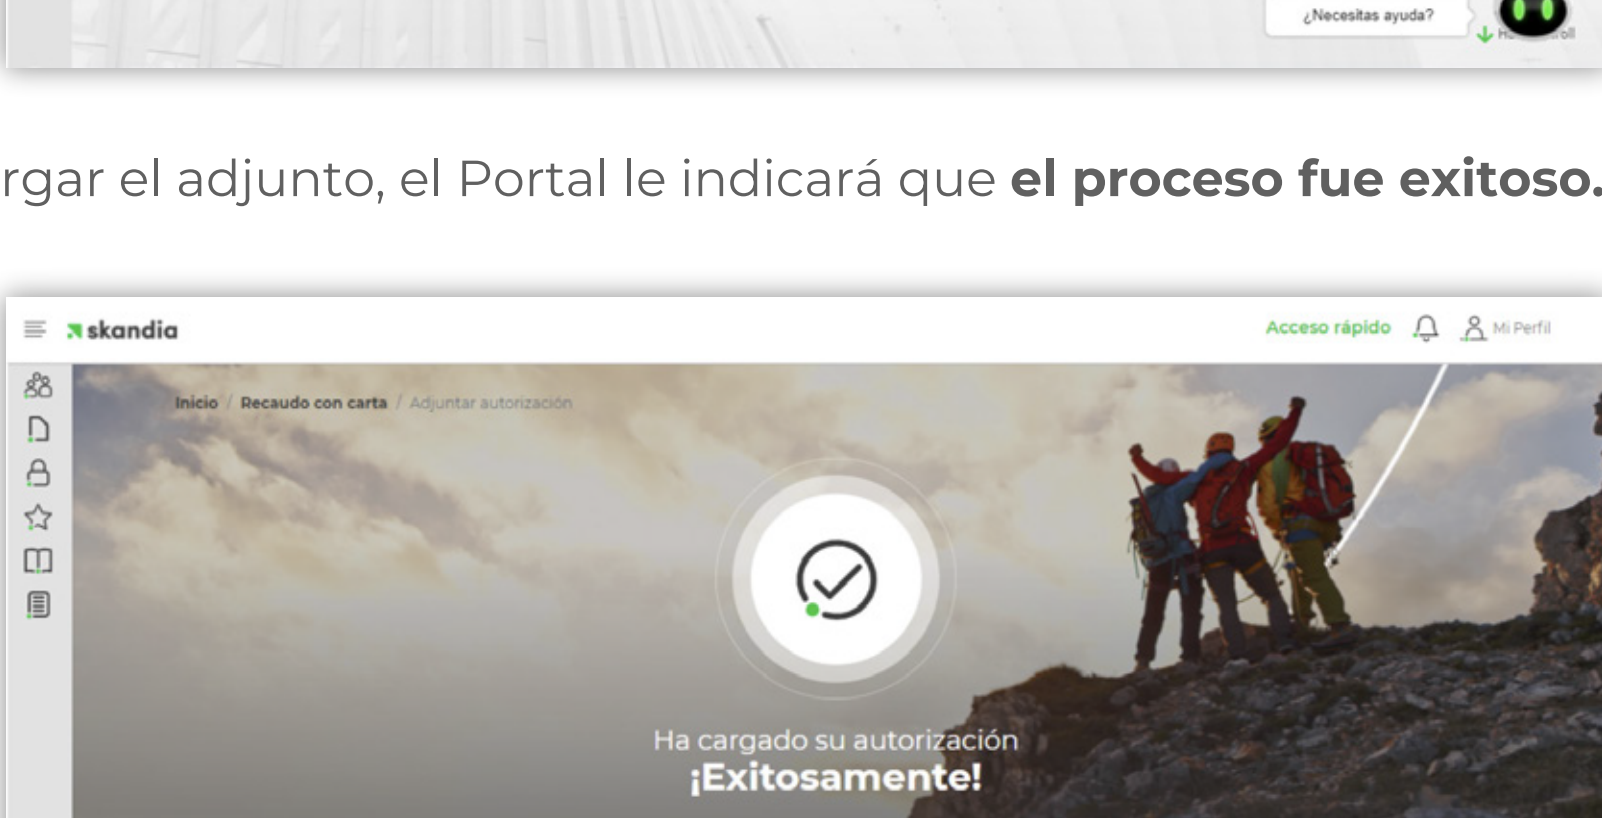 ¿Necesitas ayuda?
rgar el adjunto, el Portal le indicará que el proceso fue exitoso.
skandia
Acceso rápido
Mi Perfil
Inicio / Recaudo con carta / Adjuntar autorización
Ha cargado su autorización
¡Exitosamente!